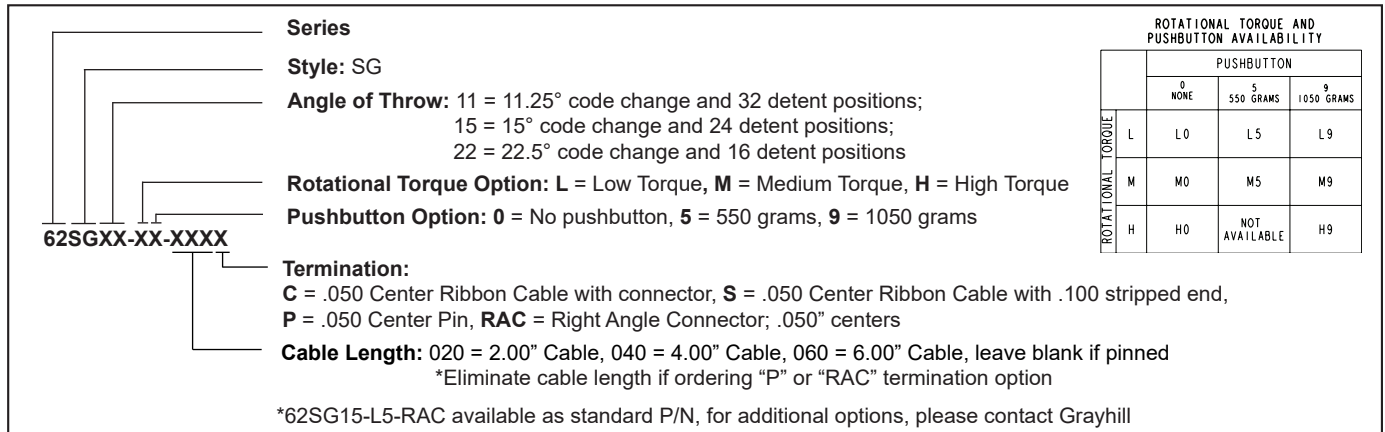 Series
Style: SG
Angle of Throw: 11 = 11.25° code change and 32 detent positions;
15 = 15° code change and 24 detent positions;
22 = 22.5° code change and 16 detent positions
Rotational Torque Option: L = Low Torque, M = Medium Torque, H = High Torque
Pushbutton Option: 0 = No pushbutton, 5 = 550 grams, 9 = 1050 grams
62SGXX-XX-XXXX
Termination:
C = .050 Center Ribbon Cable with connector, S = .050 Center Ribbon Cable with .100 stripped end,
P = .050 Center Pin, RAC = Right Angle Connector; .050” centers
Cable Length: 020 = 2.00” Cable, 040 = 4.00” Cable, 060 = 6.00” Cable, leave blank if pinned
*Eliminate cable length if ordering “P” or “RAC” termination option
*62SG15-L5-RAC available as standard P/N, for additional options, please contact Grayhill
ROTATIONAL TORQUE AND
PUSHBUTTON AVAILABILITY
PUSHBUTTON
0 5 9
NONE 550 GRAMS 1050 GRAMS
ROTATIONAL TORQUE
L L0 L5 L9
M M0 M5 M9
H H0 NOT AVAILABLE H9